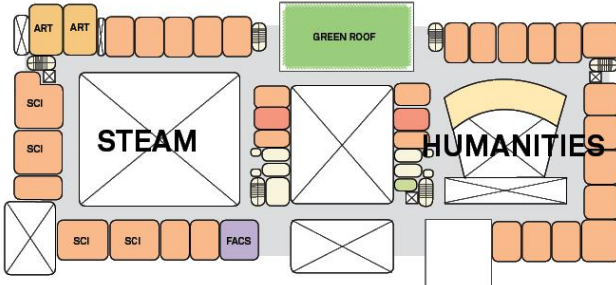 ART ART
GREEN ROOF
SCI
SCI
STEAM
HUMANITIES
SCI SCI
FACS